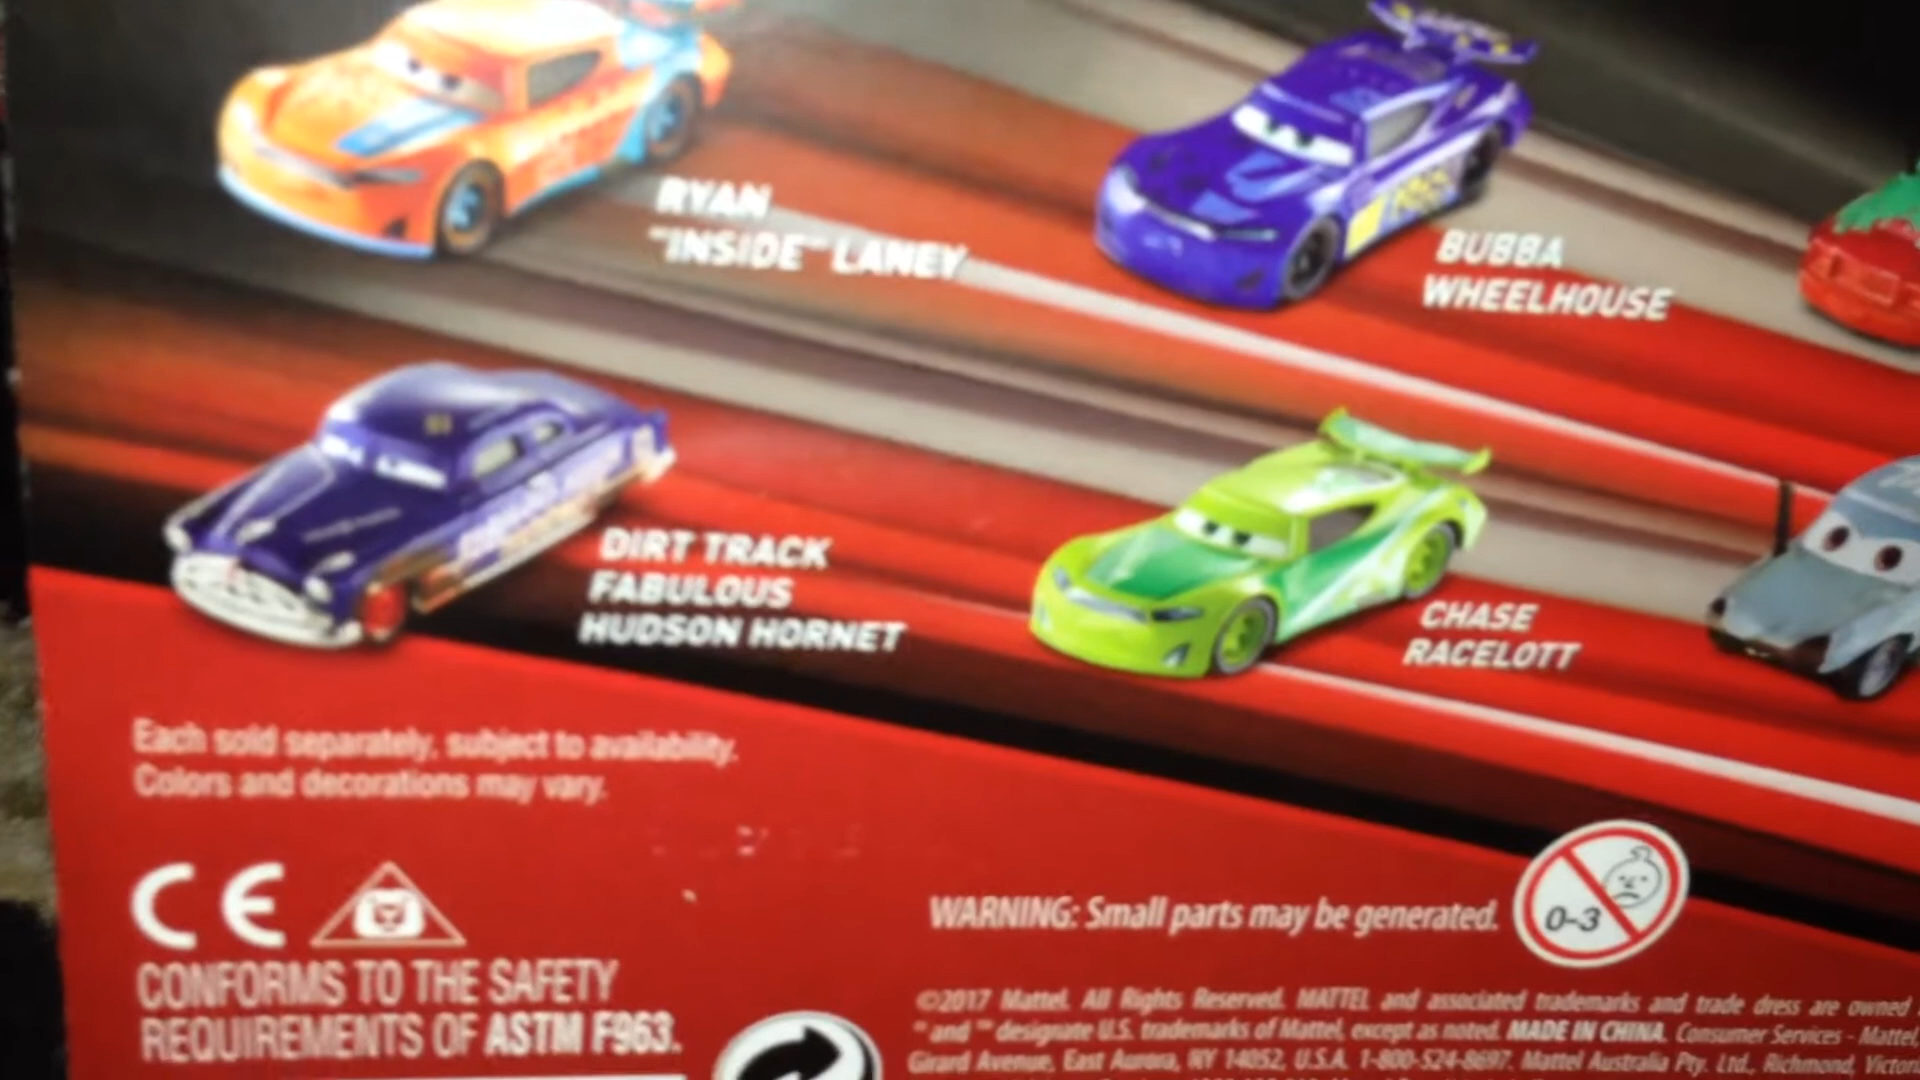 RYAN
"INSIDE" LANEY
BUBBA
WHEELHOUSE
DIRT TRACK
FABULOUS
HUDSON HORNET
CHASE
RACELOTT
Each sold separately, subject to availability.
Colors and decorations may vary.
CE
CONFORMS TO THE SAFETY
REQUIREMENTS OF ASTM F963.
WARNING: Small parts may be generated.
0-3
©2017 Mattel. All Rights Reserved. MATTEL and associated trademarks and trade dress are owned
® and ™ designate U.S. trademarks of Mattel, except as noted. MADE IN CHINA. Consumer Services - Mattel,
Girard Avenue, East Aurora, NY 14052, U.S.A. 1-800-524-8697. Mattel Australia Pty. Ltd., Richmond,